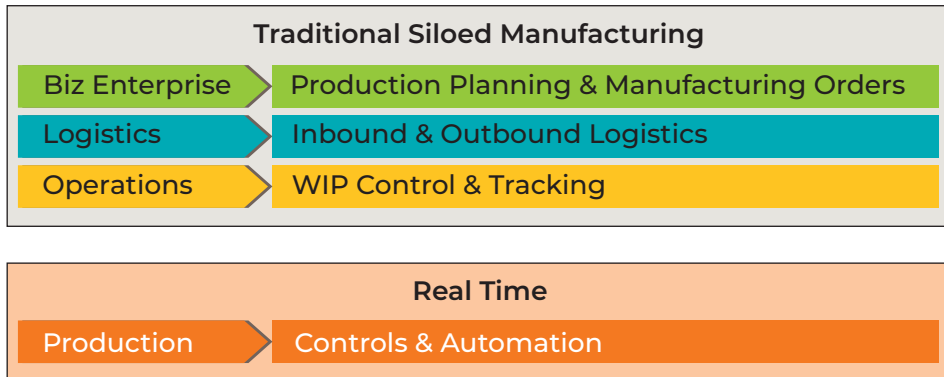 Traditional Siloed Manufacturing
Biz Enterprise Production Planning & Manufacturing Orders
Logistics Inbound & Outbound Logistics
Operations WIP Control & Tracking
Real Time
Production Controls & Automation